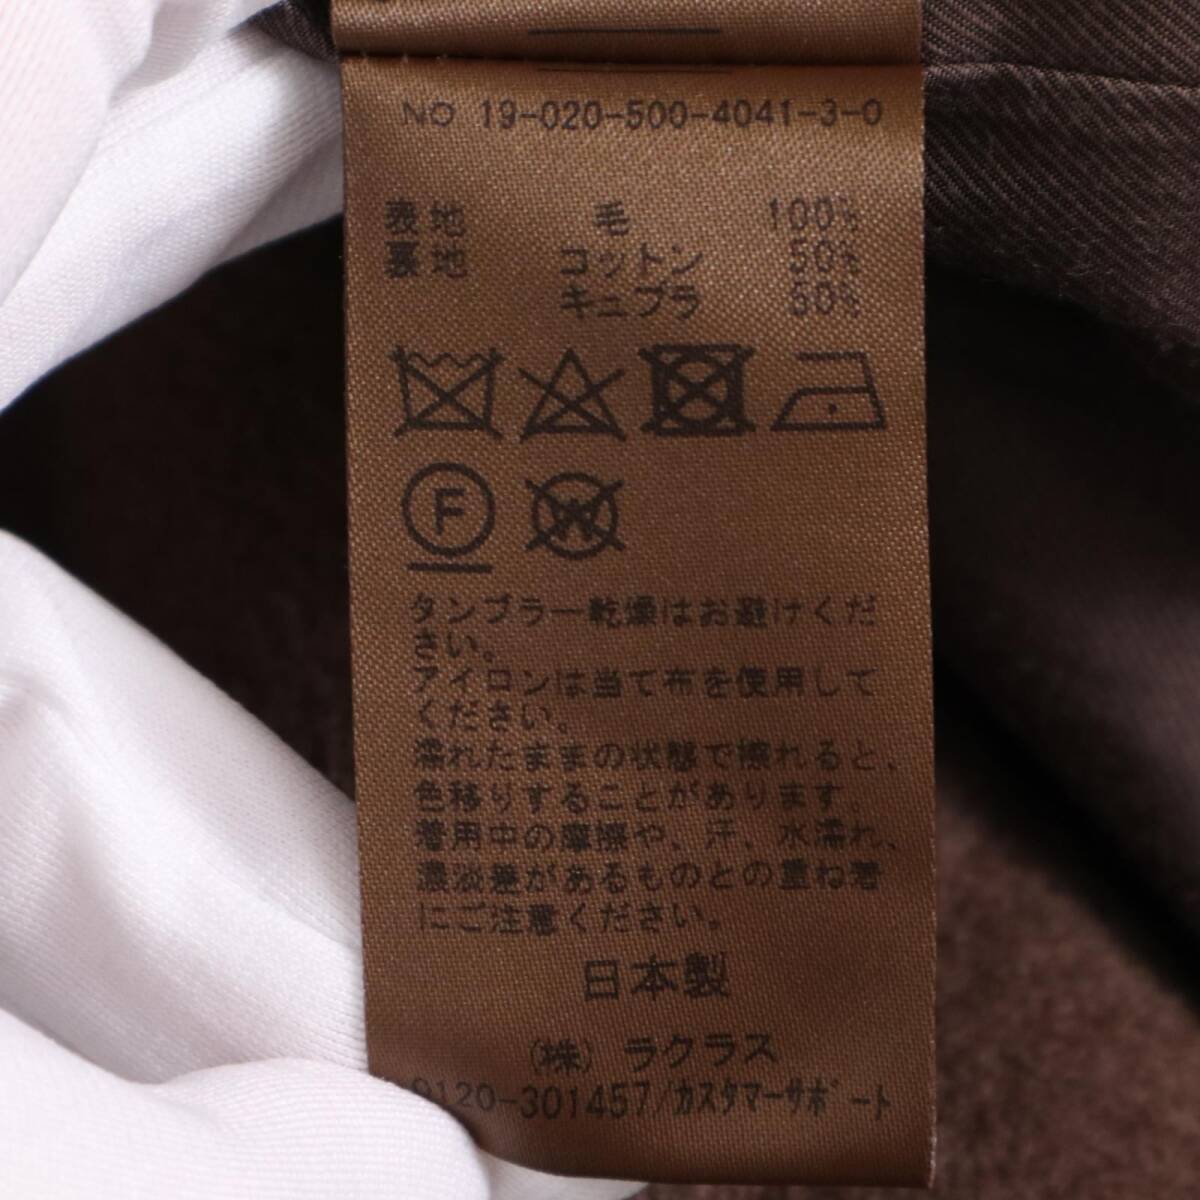 NO 19-020-500-4041-3-0
表地 毛 100%
裏地 コットン 50%
キュプラ 50%
F
W
タンブラー乾燥はお避けくだ
さい。
アイロンは当て布を使用して
ください。
濡れたままの状態で擦れると、
色移りすることがあります。
着用中の摩擦や、汗、水濡れ、
濃淡差があるものとの重ね着
にご注意ください。
日本製
(株) ラクラス
0120-301457/カスタマーサポート